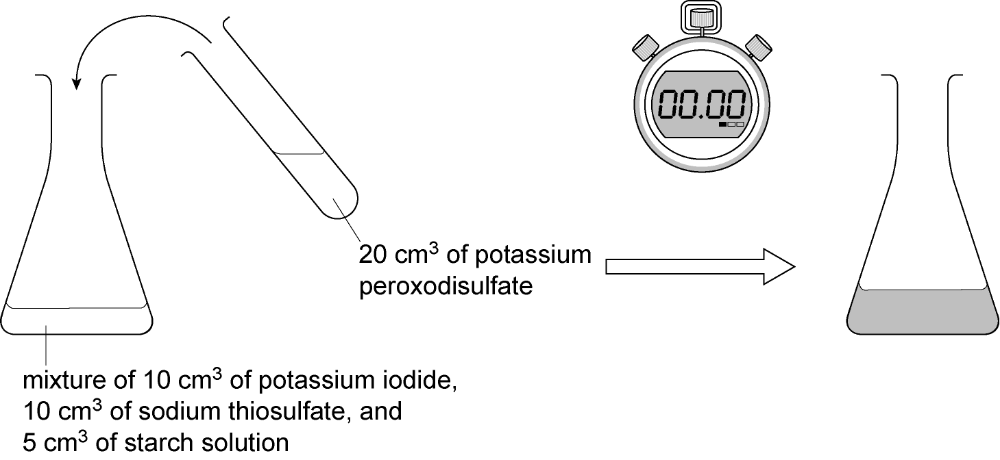 00.00
20 cm³ of potassium
peroxodisulfate
mixture of 10 cm³ of potassium iodide,
10 cm³ of sodium thiosulfate, and
5 cm³ of starch solution